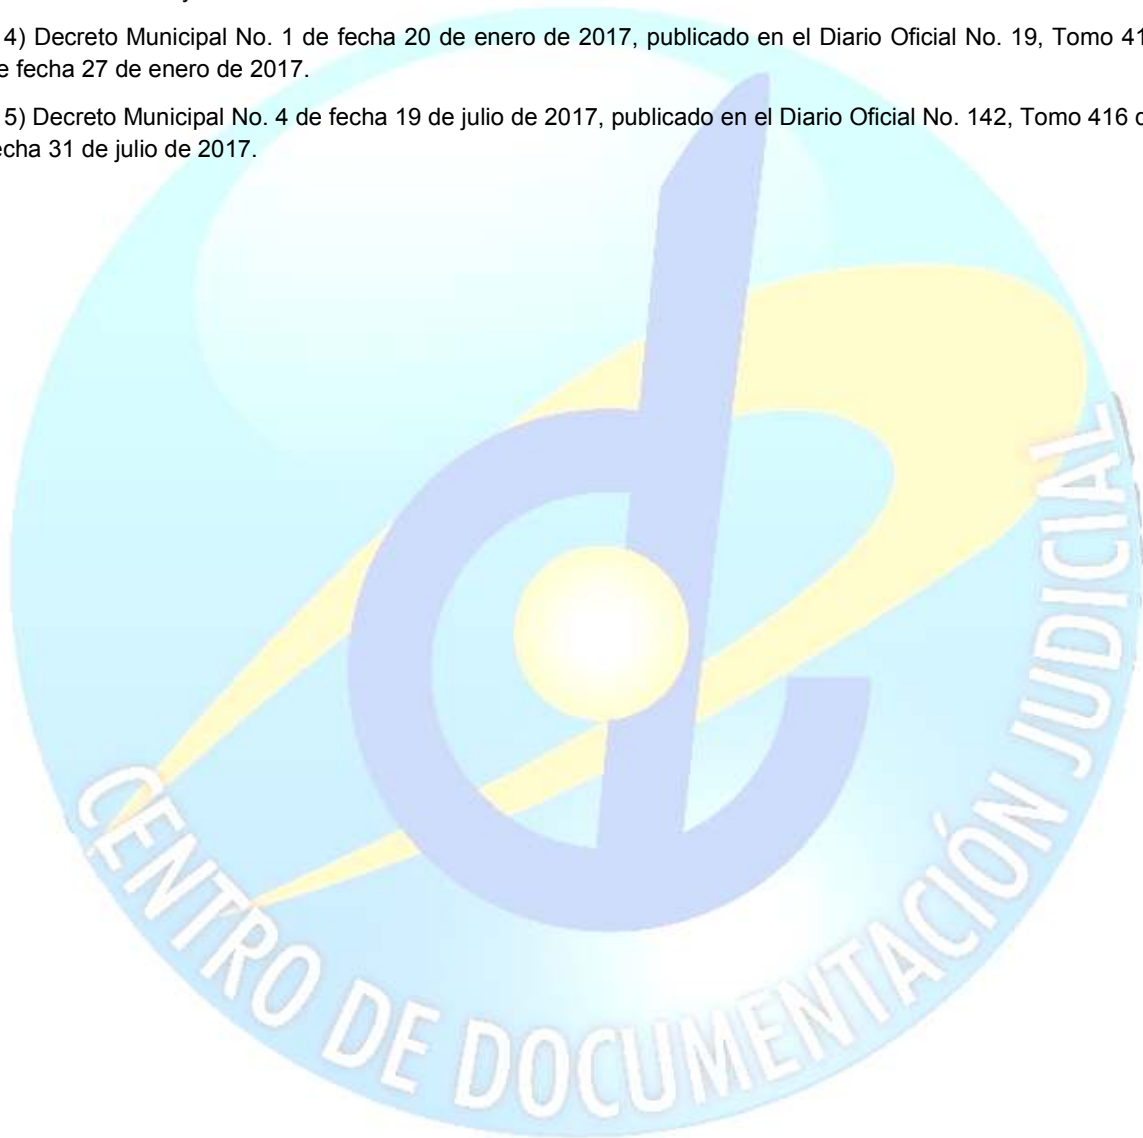 4) Decreto Municipal No. 1 de fecha 20 de enero de 2017, publicado en el Diario Oficial No. 19, Tomo 41
fecha 27 de enero de 2017.
5) Decreto Municipal No. 4 de fecha 19 de julio de 2017, publicado en el Diario Oficial No. 142, Tomo 416
31 de julio de 2017.
CENTRO DE DOCUMENTACIÓN JUDICIAL